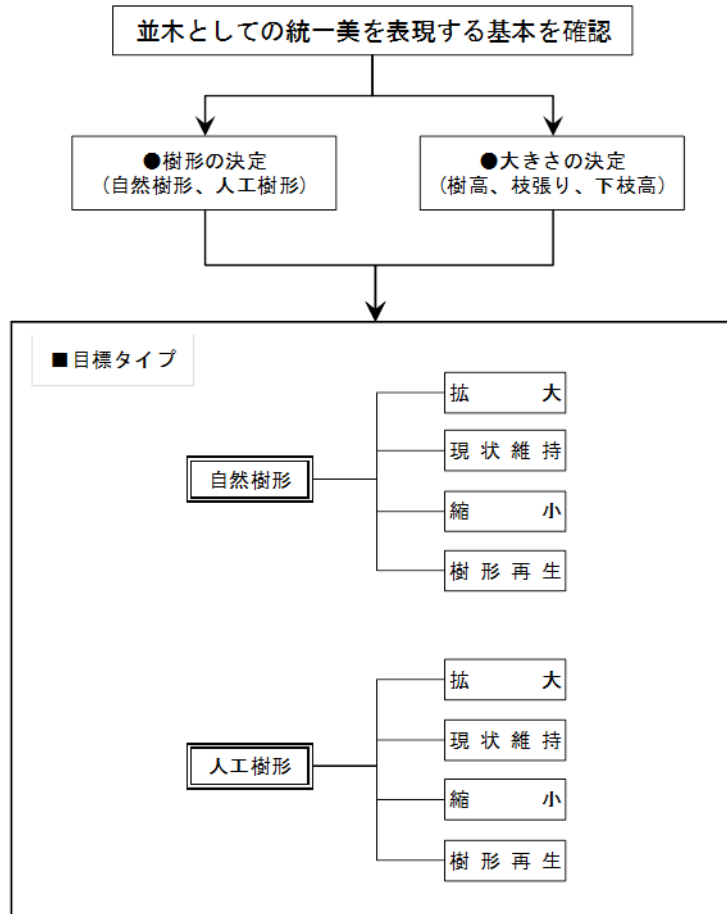 並木としての統一美を表現する基本を確認
●樹形の決定
（自然樹形、人工樹形）
●大きさの決定
（樹高、枝張り、下枝高）
■目標タイプ
自然樹形
拡大
現状維持
縮小
樹形再生
人工樹形
拡大
現状維持
縮小
樹形再生